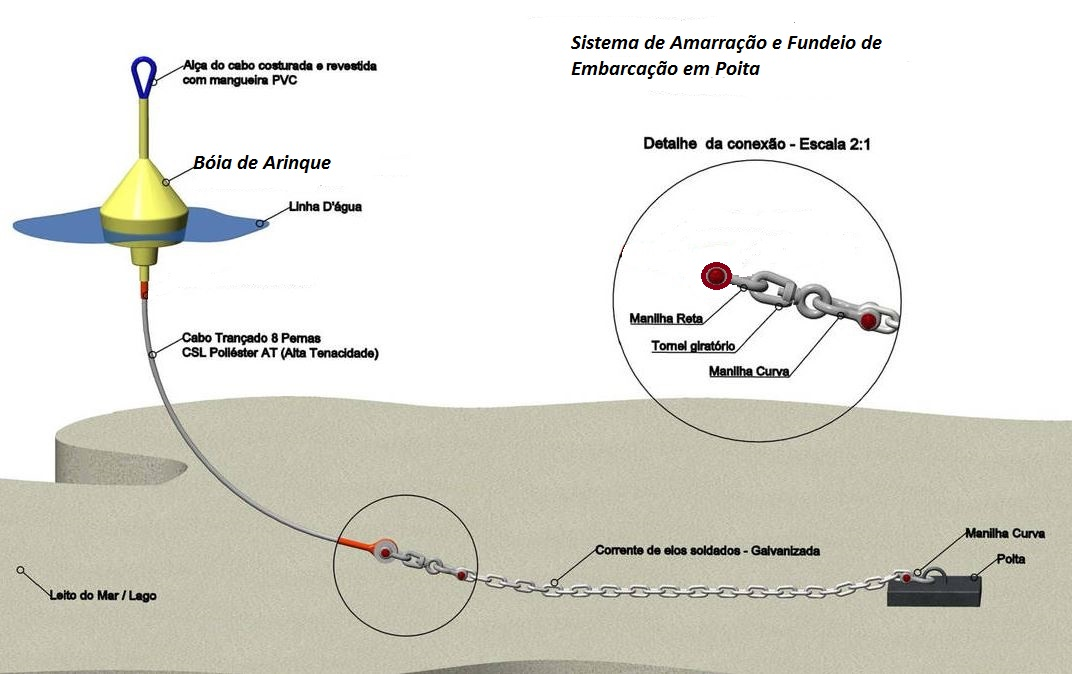 Sistema de Amarração e Fundeio de
Embarcação em Poita
Alça do cabo costurada e revestida
com mangueira PVC
Bóia de Arinque
Linha D'água
Detalhe da conexão - Escala 2:1
Manilha Reta
Tornel giratório
Manilha Curva
Cabo Trançado 8 Pernas
CSL Poliéster AT (Alta Tenacidade)
Corrente de elos soldados - Galvanizada
Manilha Curva
Poita
Leito do Mar / Lago